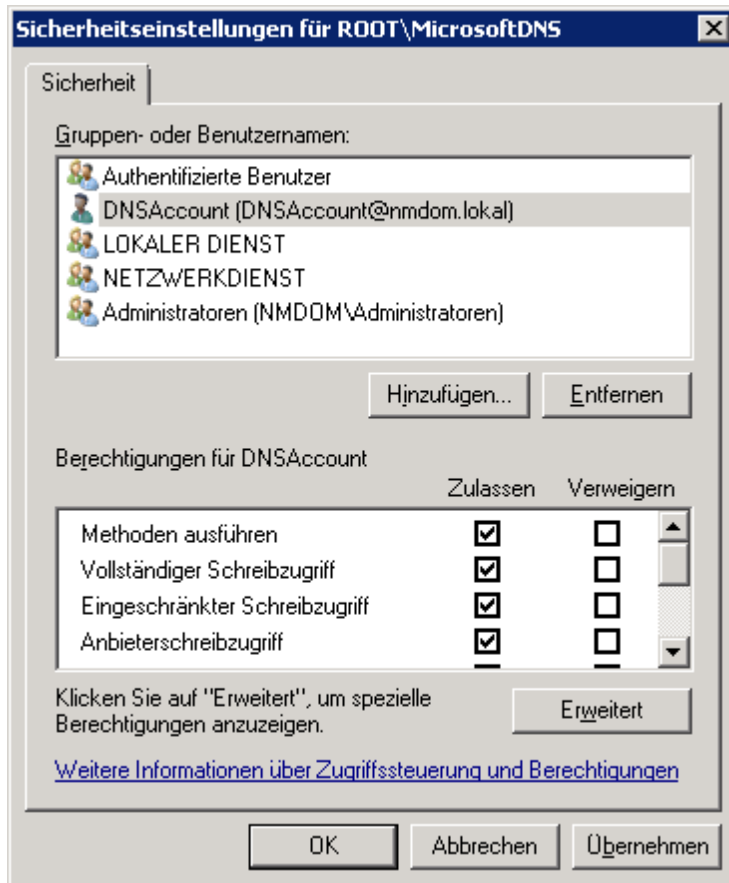 Sicherheitseinstellungen für ROOT\MicrosoftDNS
Sicherheit
Gruppen- oder Benutzernamen:
Authentifizierte Benutzer
DNSAccount (DNSAccount@nmdom.lokal)
LOKALER DIENST
NETZWERKDIENST
Administratoren (NMDOM\Administratoren)
Hinzufügen... Entfernen
Berechtigungen für DNSAccount
Zulassen Verweigern
Methoden ausführen
Vollständiger Schreibzugriff
Eingeschränkter Schreibzugriff
Anbieterschreibzugriff
Klicken Sie auf "Erweitert", um spezielle
Berechtigungen anzuzeigen.
Erweitert
Weitere Informationen über Zugriffssteuerung und Berechtigungen
OK Abbrechen Übernehmen